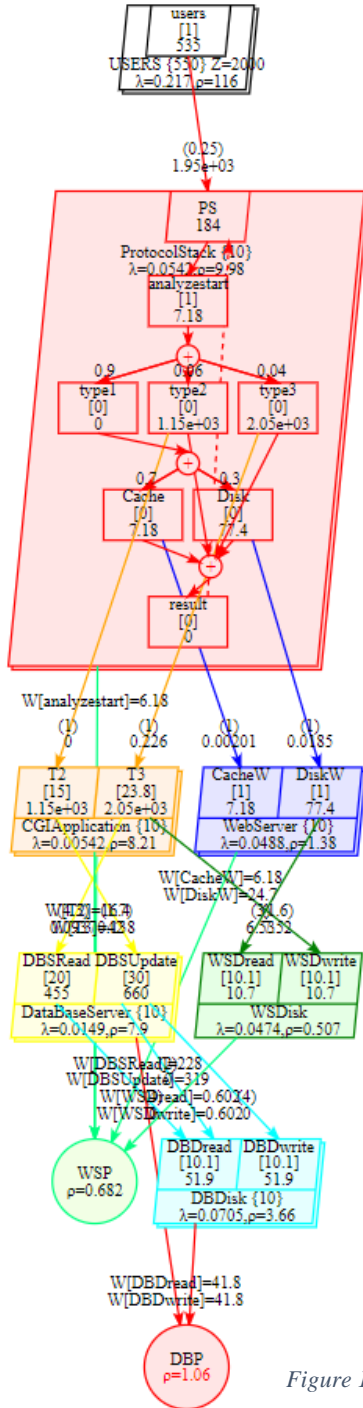 users
[1]
535
USERS {550} Z=2000
λ=0.217,ρ=116
(0.25)
1.95e+03
PS
184
ProtocolStack {10}
λ=0.0542,ρ=9.98
analyzestart
[1]
7.18
+
0.9 0.06 0.04
type1 type2 type3
[0] [0] [0]
0 1.15e+03 2.05e+03
+
0.7 0.3
Cache Disk
[0] [0]
7.18 77.4
+
result
[0]
0
W[analyzestart]=6.18
(1) (1) (1) (1)
0 0.226 0.00201 0.0185
T2 T3 CacheW DiskW
[15] [23.8] [1] [1]
1.15e+03 2.05e+03 7.18 77.4
CGIApplication {10} WebServer {10}
λ=0.00542,ρ=8.21 λ=0.0488,ρ=1.38
W[CacheW]=6.18
W[DiskW]=24.7
DBSRead DBSUpdate WSDread WSDwrite
[20] [30] [10.1] [10.1]
455 660 10.7 10.7
DataBaseServer {10} WSDisk
λ=0.0149,ρ=7.9 λ=0.0474,ρ=0.507
W[DBSUpdate]=319
DBDread DBDwrite
[10.1] [10.1]
51.9 51.9
WSP DBDisk {10}
ρ=0.682 λ=0.0705,ρ=3.66
W[DBDread]=41.8
W[DBDwrite]=41.8
DBP
ρ=1.06
Figure